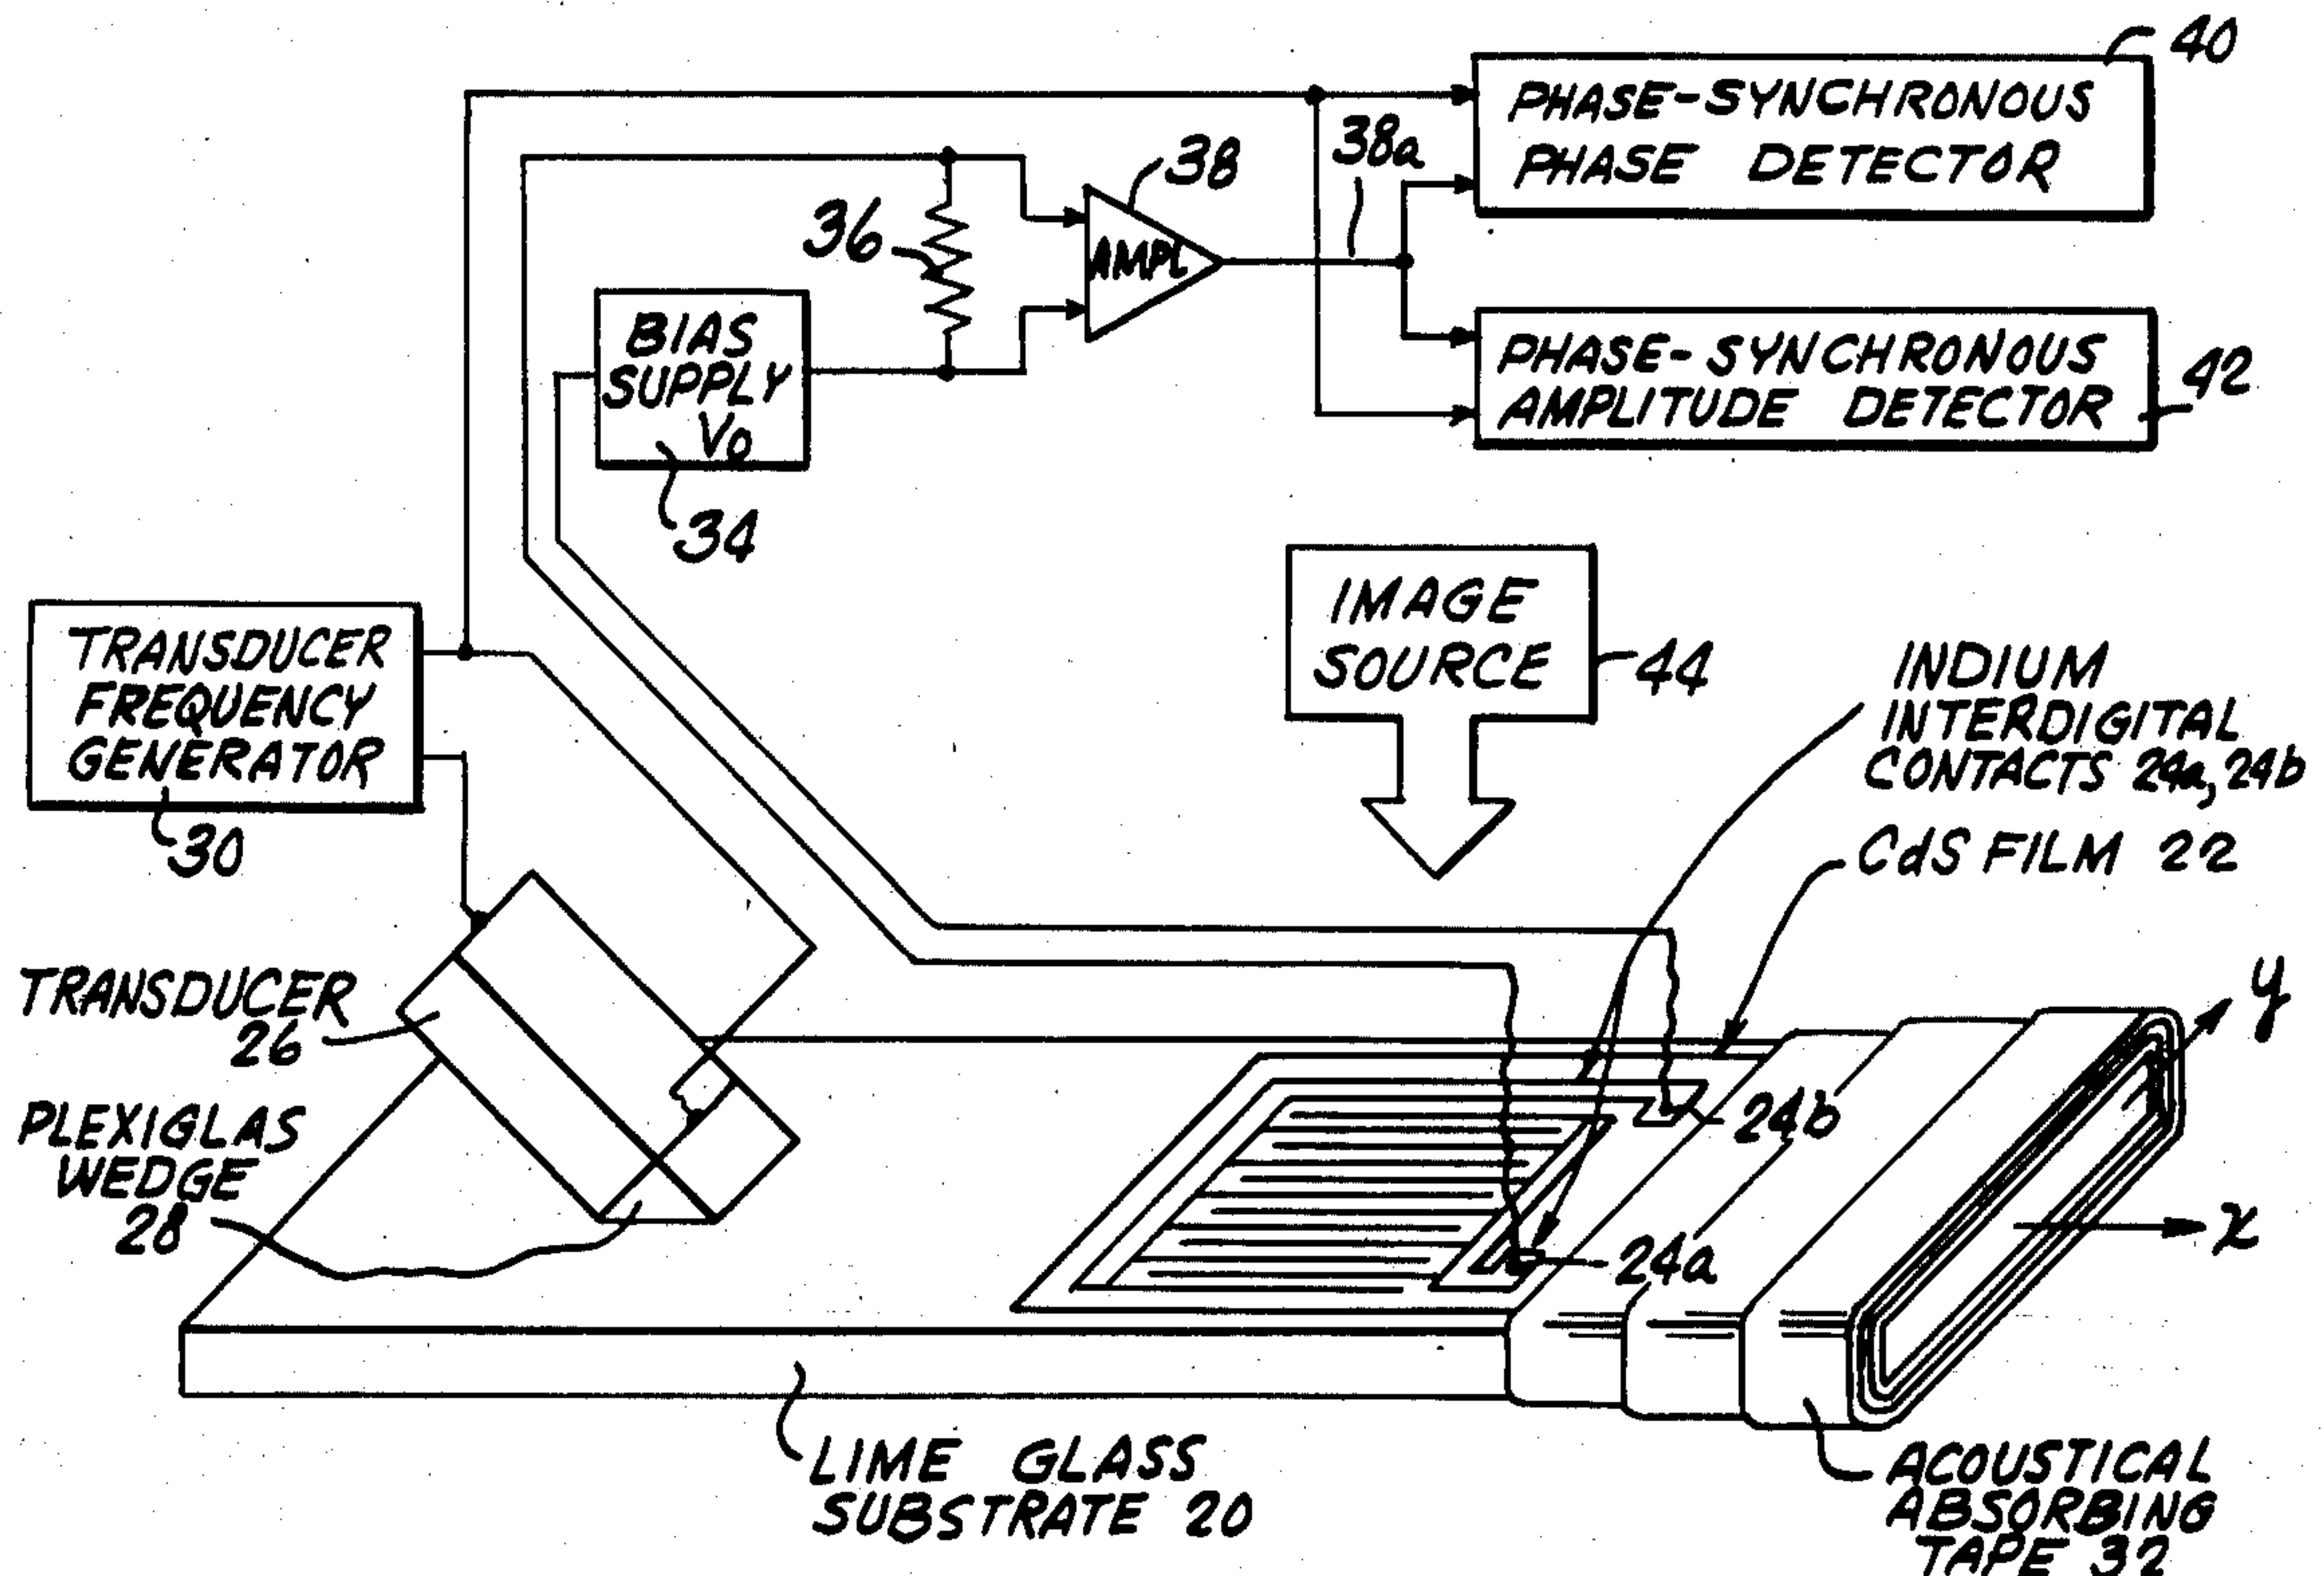 40
PHASE-SYNCHRONOUS
PHASE DETECTOR
38
38a
AMPL
36
BIAS
SUPPLY
Vo
34
PHASE-SYNCHRONOUS
AMPLITUDE DETECTOR
42
IMAGE
SOURCE
44
TRANSDUCER
FREQUENCY
GENERATOR
30
INDIUM
INTERDIGITAL
CONTACTS 24a, 24b
CdS FILM 22
TRANSDUCER
26
PLEXIGLAS
WEDGE
28
24b
24a
y
x
LIME GLASS
SUBSTRATE 20
ACOUSTICAL
ABSORBING
TAPE 32